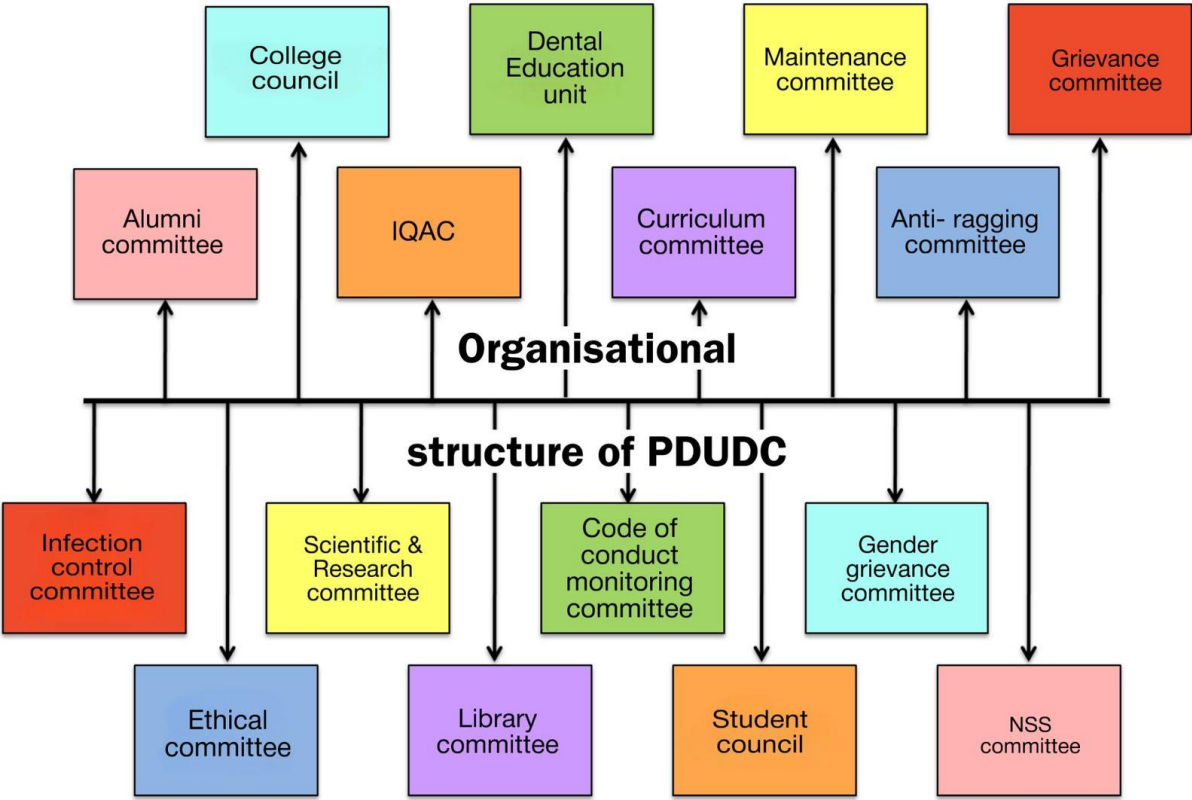 College
council
Dental
Education
unit
Maintenance
committee
Grievance
committee
Alumni
committee
IQAC
Curriculum
committee
Anti- ragging
committee
Organisational
structure of PDUDC
Infection
control
committee
Scientific &
Research
committee
Code of
conduct
monitoring
committee
Gender
grievance
committee
Ethical
committee
Library
committee
Student
council
NSS
committee